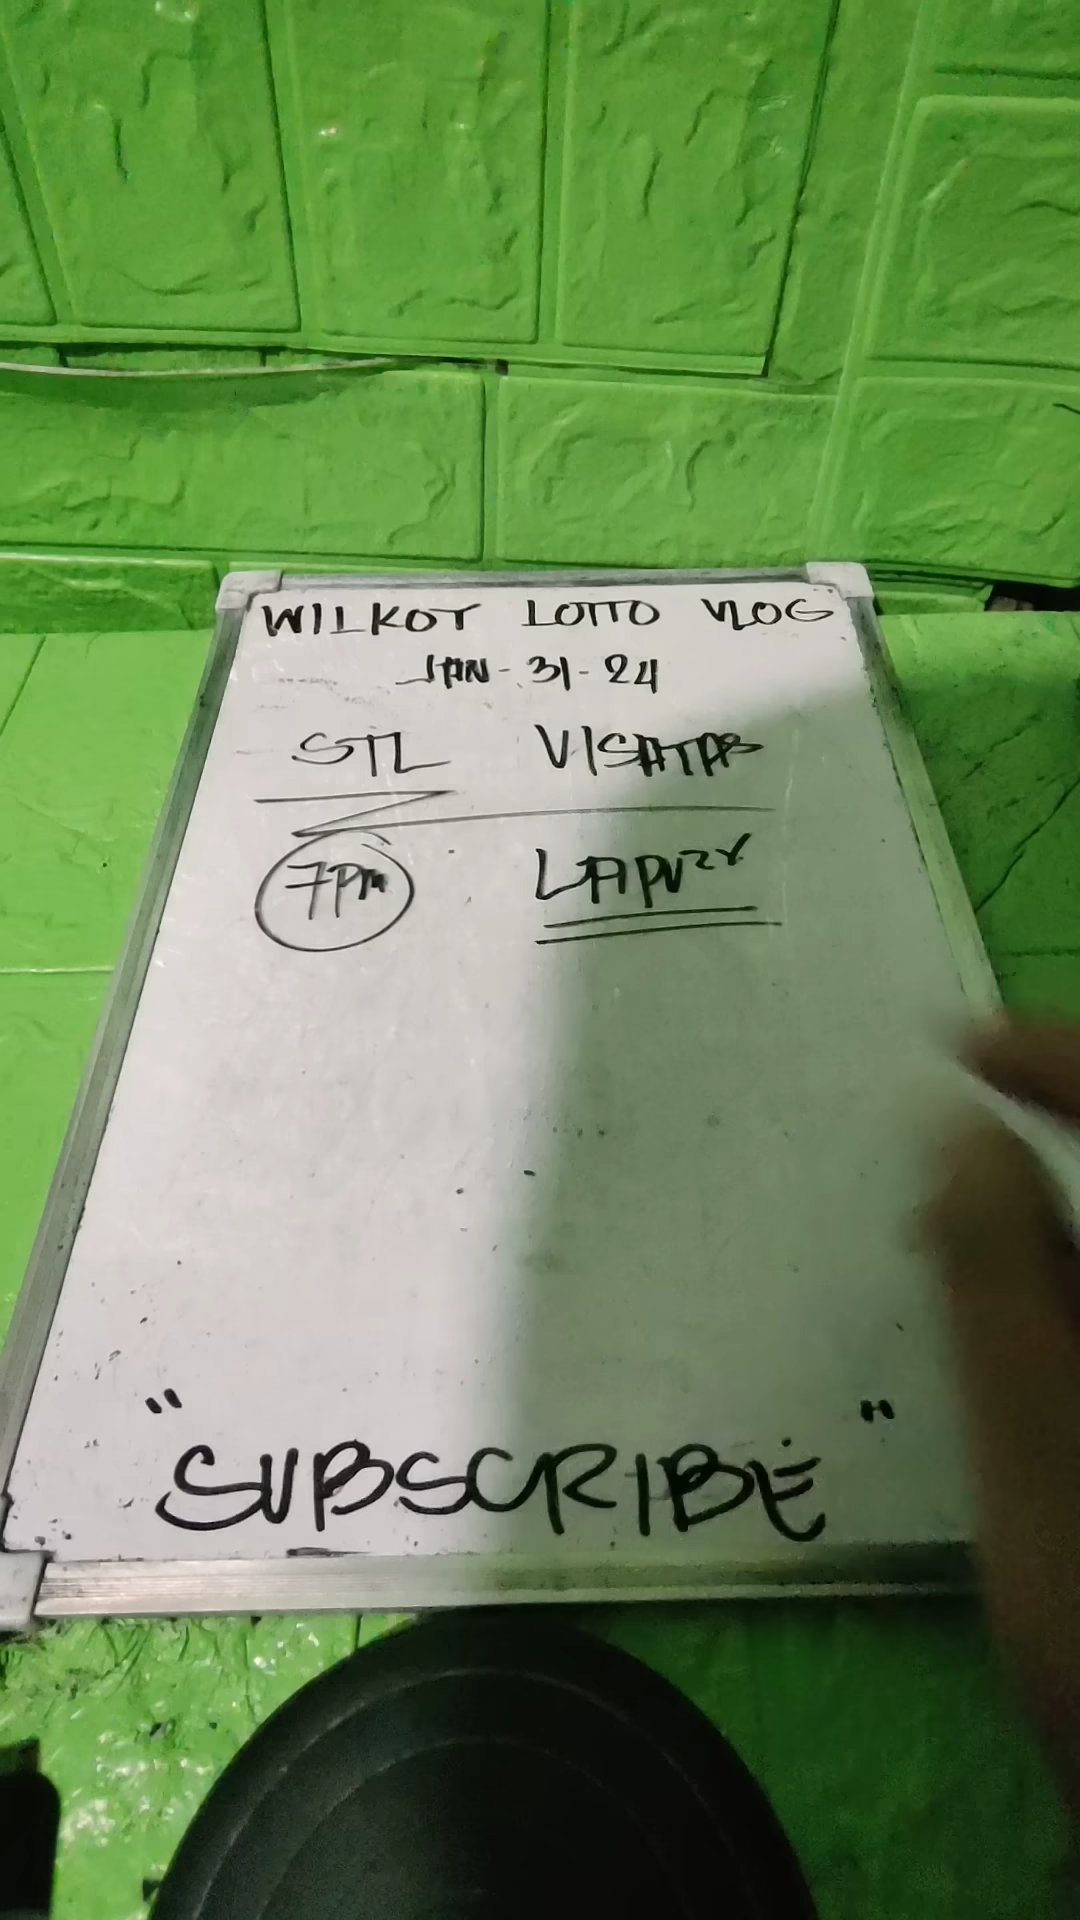 WILKOT LOTTO VLOG
JAN-31-24
STL VISAYAS
7pm
"SUBSCRIBE"